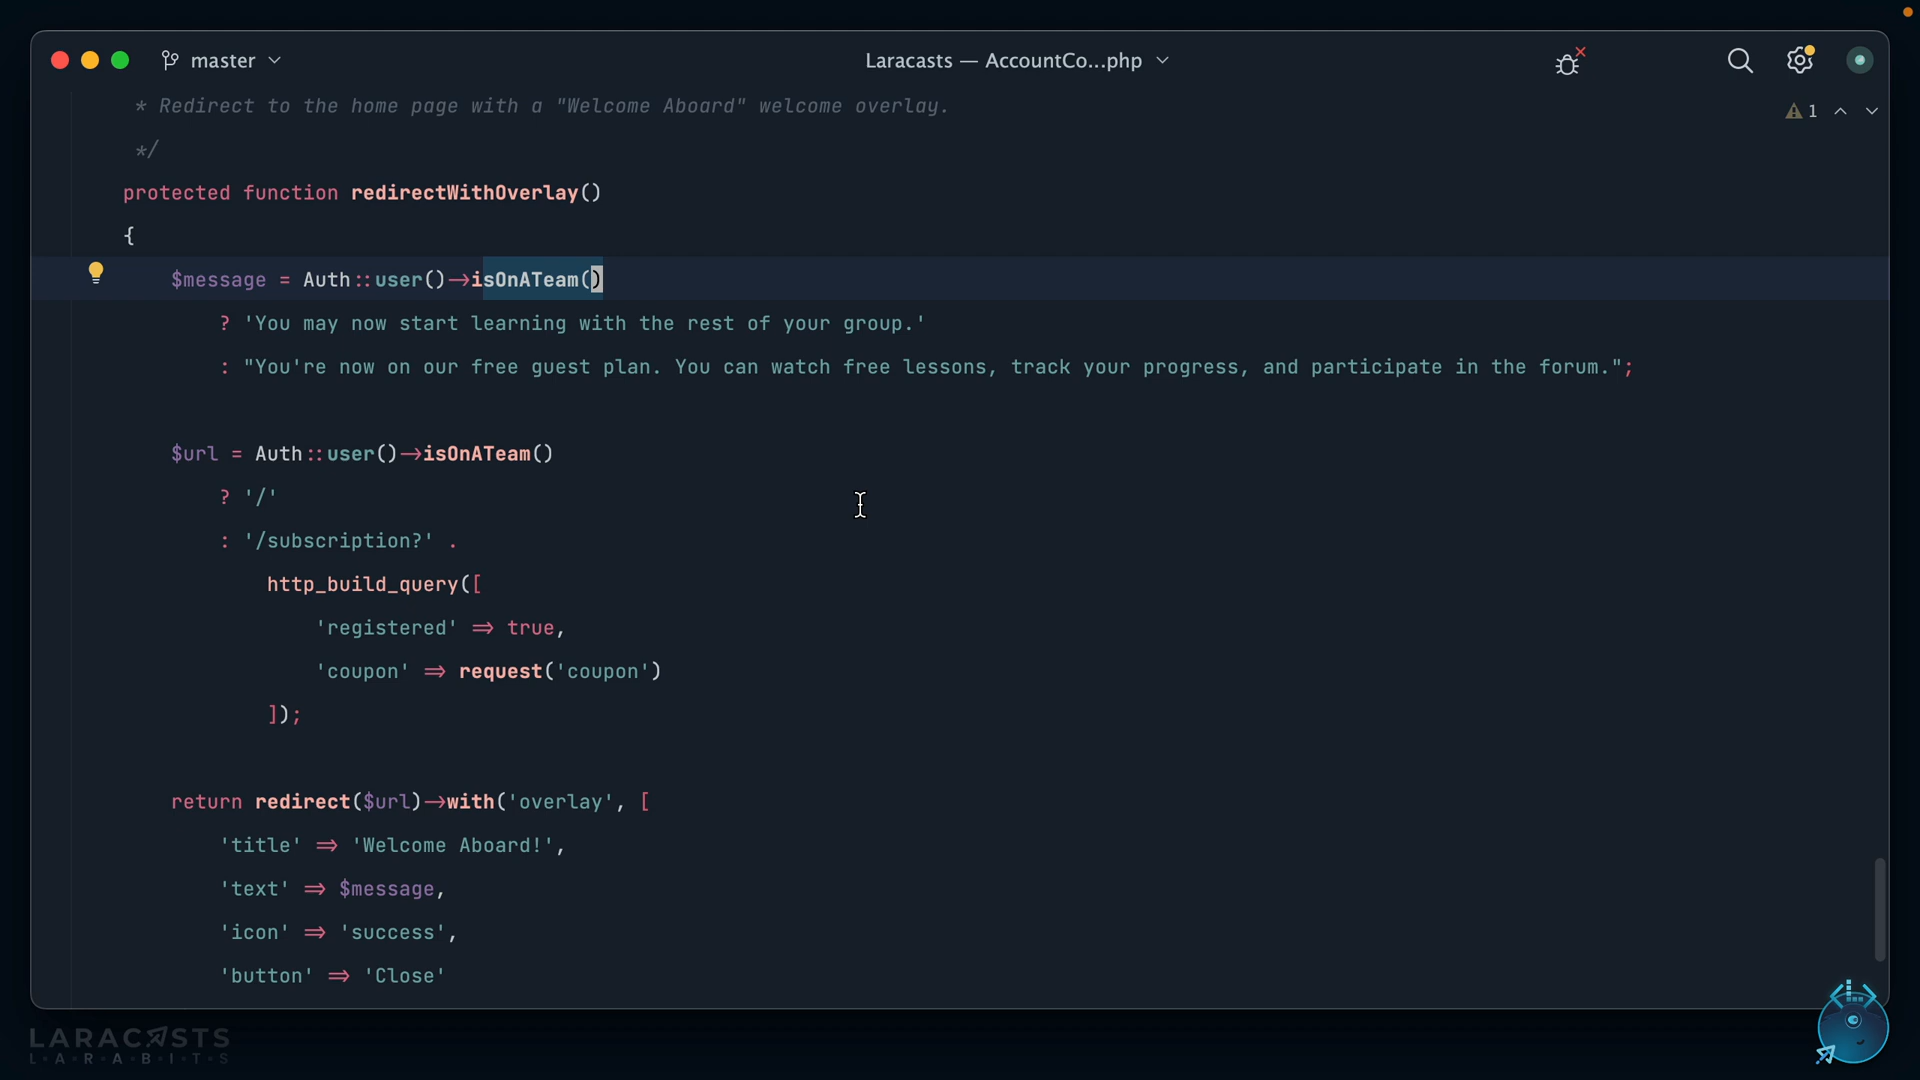 master
Laracasts — AccountCo...php
* Redirect to the home page with a "Welcome Aboard" welcome overlay.
1
*/
protected function redirectWithOverlay()
{
$message = Auth::user()->isOnATeam()
? 'You may now start learning with the rest of your group.'
: "You're now on our free guest plan. You can watch free lessons, track your progress, and participate in the forum.";
$url = Auth::user()->isOnATeam()
? '/'
: '/subscription?' .
http_build_query([
'registered' => true,
'coupon' => request('coupon')
]);
return redirect($url)->with('overlay', [
'title' => 'Welcome Aboard!',
'text' => $message,
'icon' => 'success',
'button' => 'Close'
LARACASTS
L·A·R·A·B·I·T·S